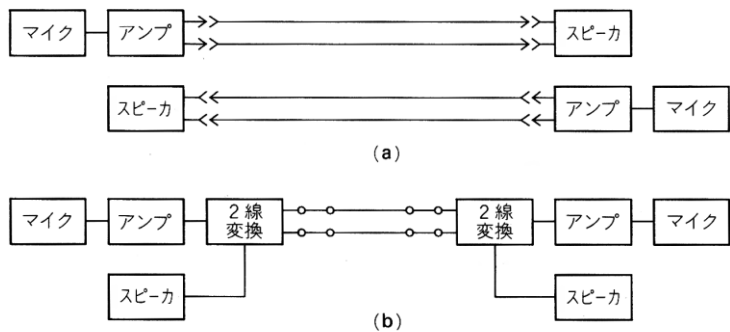 マイク アンプ スピーカ
スピーカ アンプ マイク
(a)
マイク アンプ 2線変換 2線変換 アンプ マイク
スピーカ スピーカ
(b)